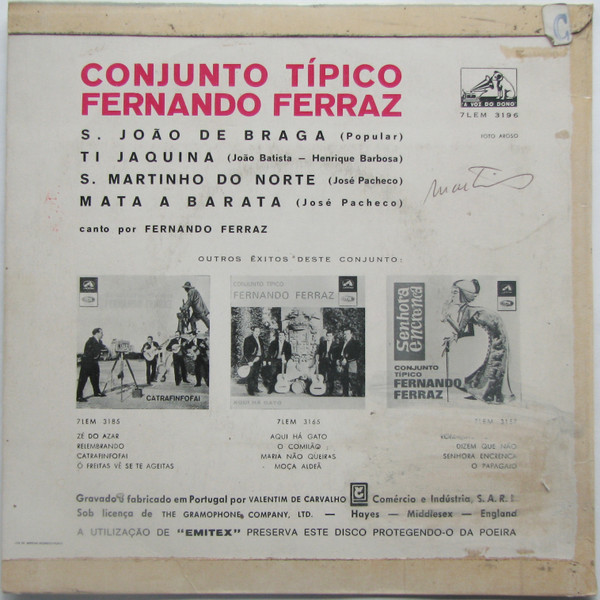 C
CONJUNTO TÍPICO
FERNANDO FERRAZ
"A VOZ DO DONO"
7LEM 3196
FOTO AROSO
S. JOÃO DE BRAGA (Popular)
TI JAQUINA (João Batista — Henrique Barbosa)
S. MARTINHO DO NORTE (José Pacheco)
MATA A BARATA (José Pacheco)
Martins
canto por FERNANDO FERRAZ
OUTROS ÊXITOS DESTE CONJUNTO:
CATRAFINFOFAI
CONJUNTO TÍPICO
FERNANDO FERRAZ
Senhora
encrenca
CONJUNTO
TÍPICO
FERNANDO
FERRAZ
7LEM 3185
ZÉ DO AZAR
RELEMBRANDO
CATRAFINFOFAI
Ó FREITAS VÊ SE TE AGEITAS
7LEM 3165
AQUI HÁ GATO
O COMILÃO
MARIA NÃO QUEIRAS
MOÇA ALDEÃ
7LEM
DIZEM QUE NÃO
SENHORA ENCRENCA
O PAPAGAIO
Gravado e fabricado em Portugal por VALENTIM DE CARVALHO Comércio e Indústria, S. A. R. L.
Sob licença de THE GRAMOPHONE COMPANY, LTD. — Hayes — Middlesex — England
A UTILIZAÇÃO DE "EMITEX" PRESERVA ESTE DISCO PROTEGENDO-O DA POEIRA